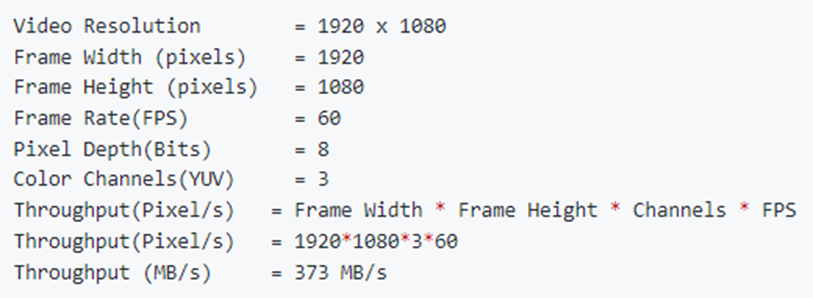 Video Resolution = 1920 x 1080
Frame Width (pixels) = 1920
Frame Height (pixels) = 1080
Frame Rate(FPS) = 60
Pixel Depth(Bits) = 8
Color Channels(YUV) = 3
Throughput(Pixel/s) = Frame Width * Frame Height * Channels * FPS
Throughput(Pixel/s) = 1920*1080*3*60
Throughput (MB/s) = 373 MB/s